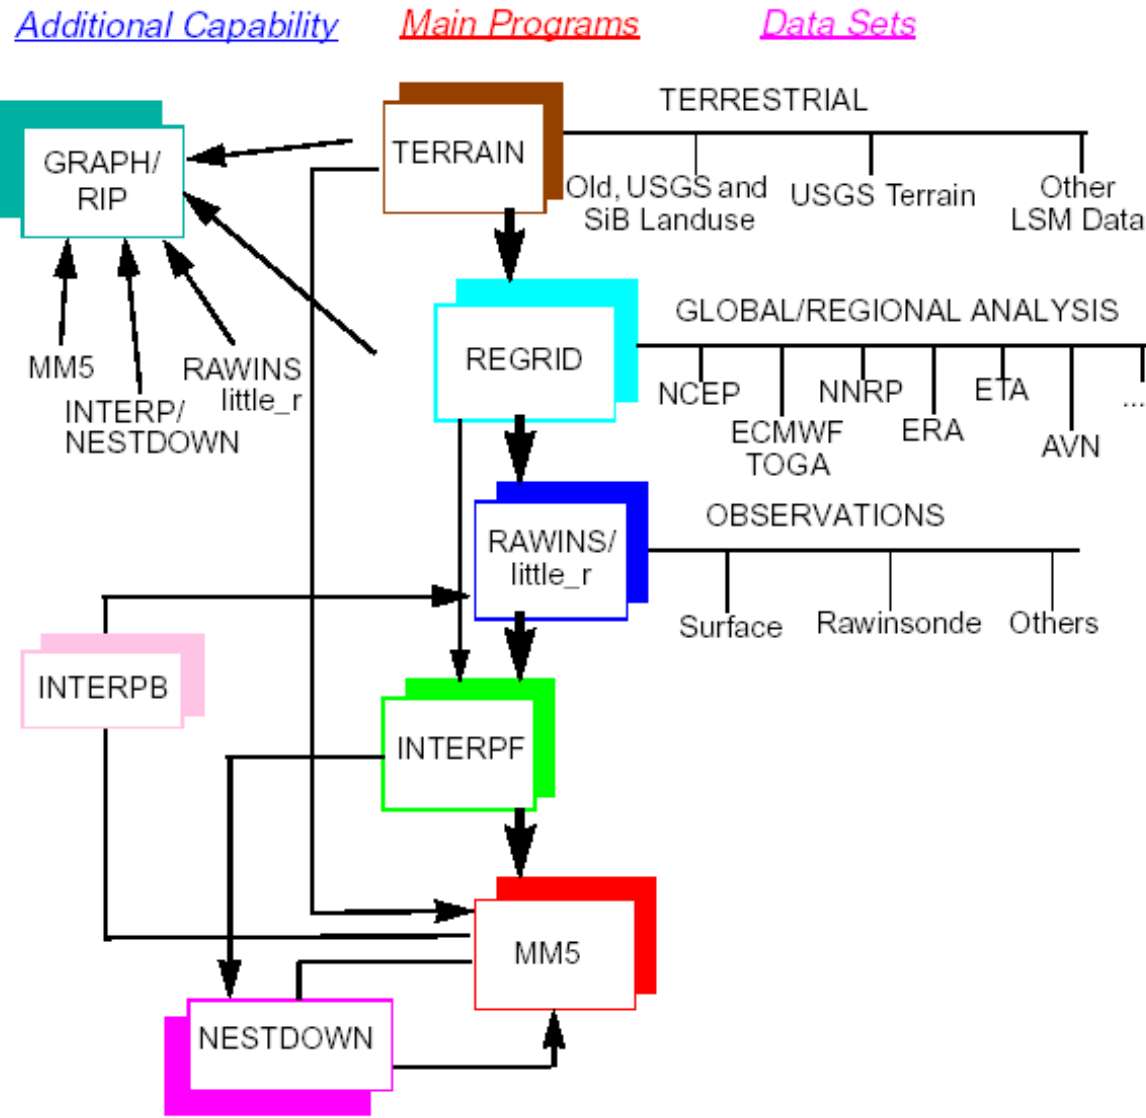 Additional Capability
Main Programs
Data Sets
TERRESTRIAL
TERRAIN
GRAPH/
RIP
Old, USGS and
SiB Landuse
USGS Terrain
Other
LSM Data
GLOBAL/REGIONAL ANALYSIS
REGRID
MM5
INTERP/
NESTDOWN
RAWINS
little_r
NCEP
ECMWF
TOGA
NNRP
ERA
ETA
AVN
...
OBSERVATIONS
RAWINS/
little_r
Surface
Rawinsonde
Others
INTERPB
INTERPF
MM5
NESTDOWN